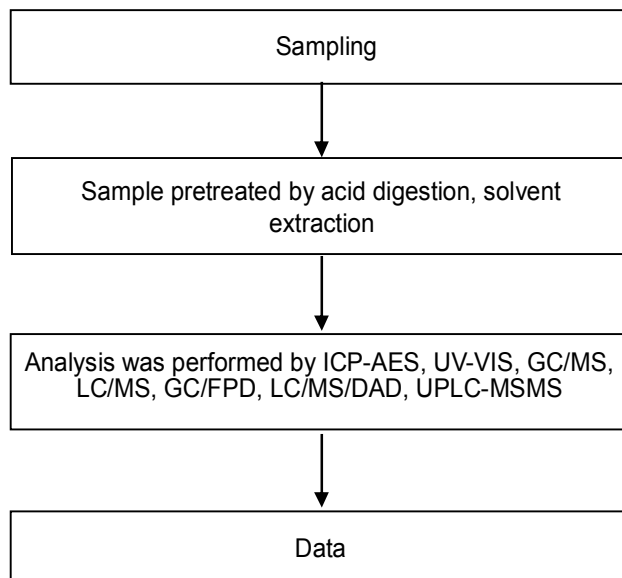 Sampling
Sample pretreated by acid digestion, solvent
extraction
Analysis was performed by ICP-AES, UV-VIS, GC/MS,
LC/MS, GC/FPD, LC/MS/DAD, UPLC-MSMS
Data